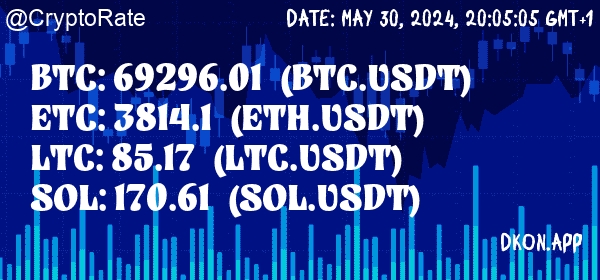 @CryptoRate
DATE: MAY 30, 2024, 20:05:05 GMT+1
BTC: 69296.01 (BTC.USDT)
ETC: 3814.1 (ETH.USDT)
LTC: 85.17 (LTC.USDT)
SOL: 170.61 (SOL.USDT)
DKON.APP